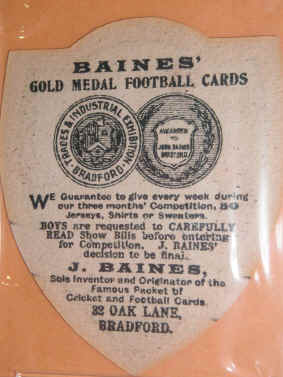 BAINES'
GOLD MEDAL FOOTBALL CARDS
TRADES & INDUSTRIAL EXHIBITION
BRADFORD
AWARDED
TO
JOHN BAINES
BRADFORD.
WE Guarantee to give every week during
our three months' Competition, 50
Jerseys, Shirts or Sweaters.
BOYS are requested to CAREFULLY
READ Show Bills before entering
for Competition. J. BAINES'
decision to be final.
J. BAINES,
Sole Inventor and Originator of the
Famous Packet of
Cricket and Football Cards
32 OAK LANE,
BRADFORD.